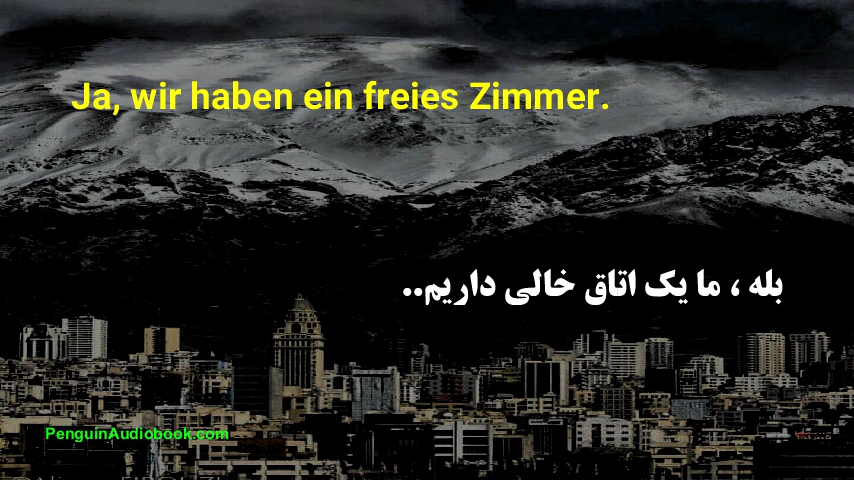 Ja, wir haben ein freies Zimmer.
بله ، ما یک اتاق خالی داریم..
PenguinAudiobook.com